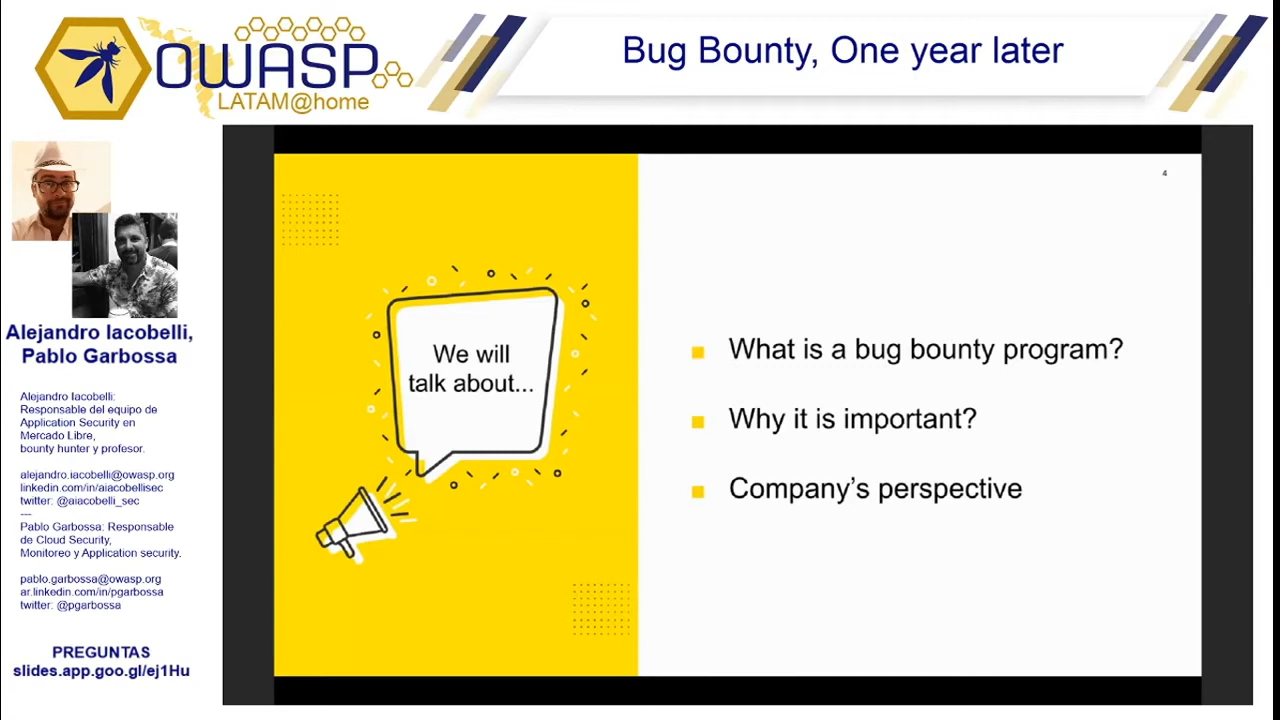 OWASP
LATAM@home
Bug Bounty, One year later
Alejandro Iacobelli,
Pablo Garbossa
Alejandro Iacobelli:
Responsable del equipo de
Application Security en
Mercado Libre,
bounty hunter y profesor.
alejandro.iacobelli@owasp.org
linkedin.com/in/aiacobellisec
twitter: @aiacobelli_sec
---
Pablo Garbossa: Responsable
de Cloud Security,
Monitoreo y Application security.
pablo.garbossa@owasp.org
ar.linkedin.com/in/pgarbossa
twitter: @pgarbossa
PREGUNTAS
slides.app.goo.gl/ej1Hu
4
We will
talk about...
What is a bug bounty program?
Why it is important?
Company’s perspective